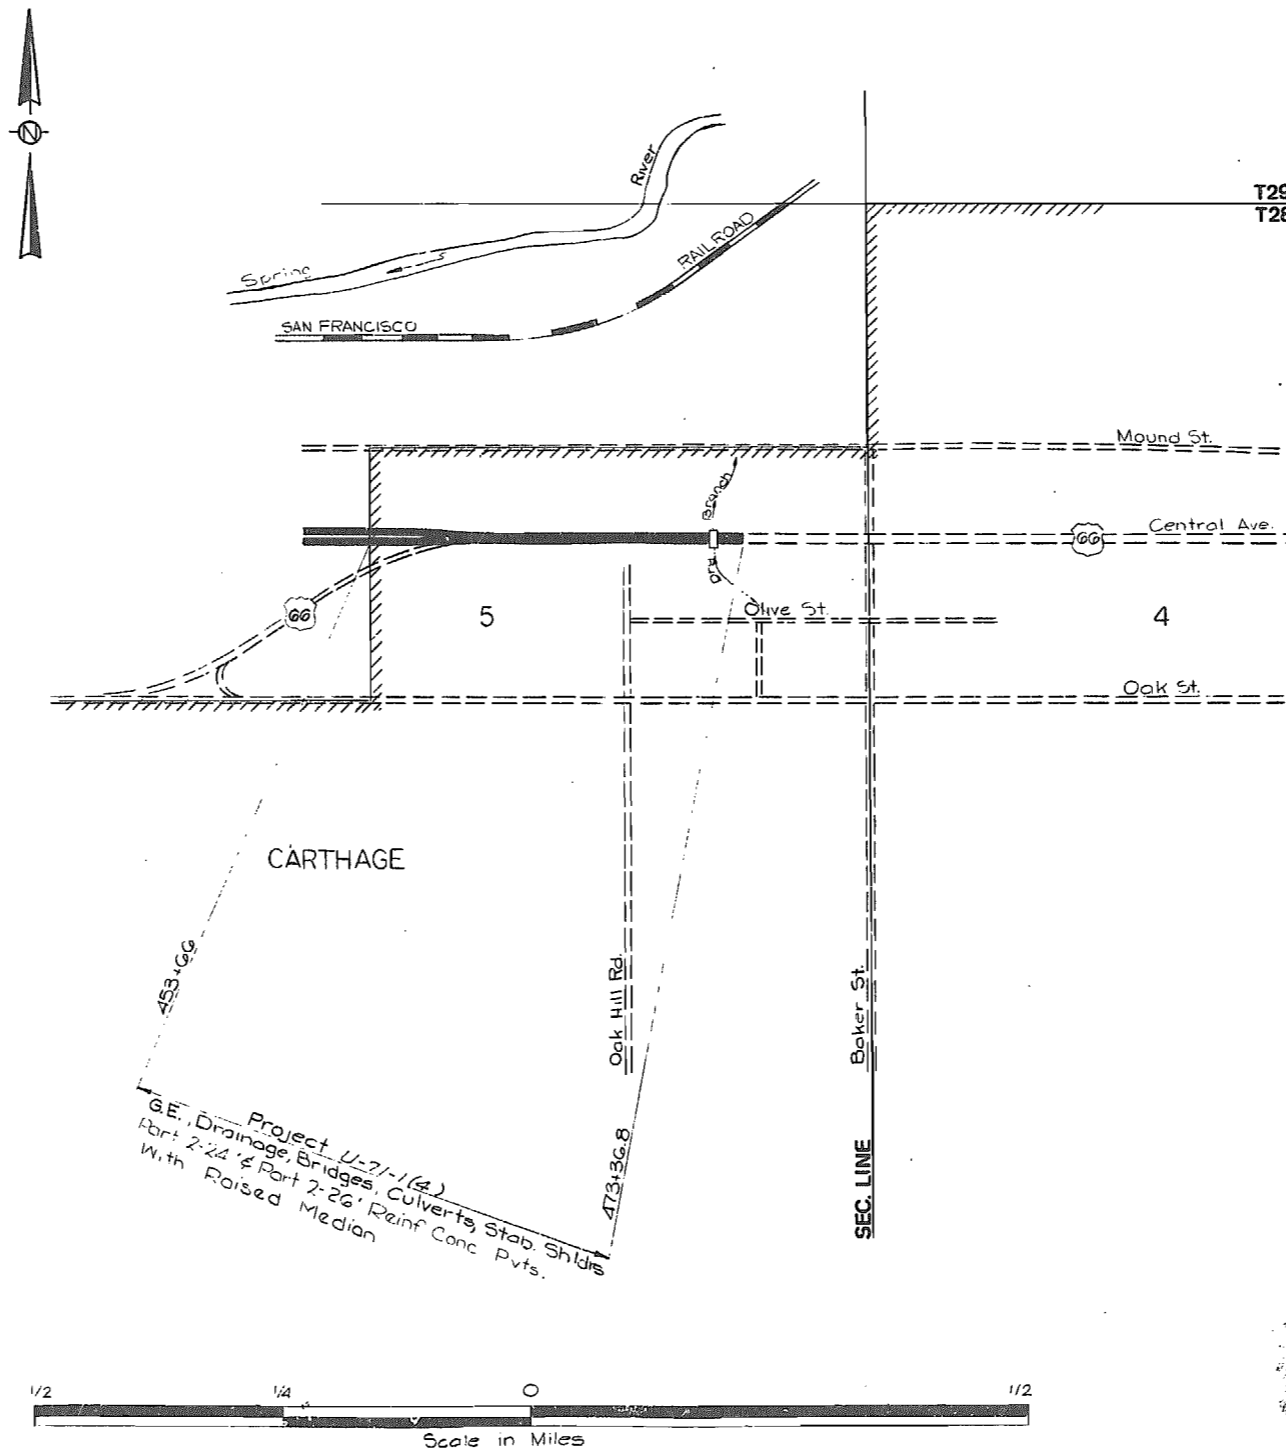 N
T29
T28
River
RAILROAD
Spring
SAN FRANCISCO
Mound St.
Branch
Central Ave.
66
Dry
66
5
Olive St.
4
Oak St.
CARTHAGE
453+66
Oak Hill Rd.
Baker St.
SEC. LINE
473+36.8
Project U-71-1(4)
G.E., Drainage, Bridges, Culverts, Stab. Shldrs
Part 2-24' & Part 2-26' Reinf Conc Pvts.
With Raised Median
1/2 1/4 0 1/2
Scale in Miles